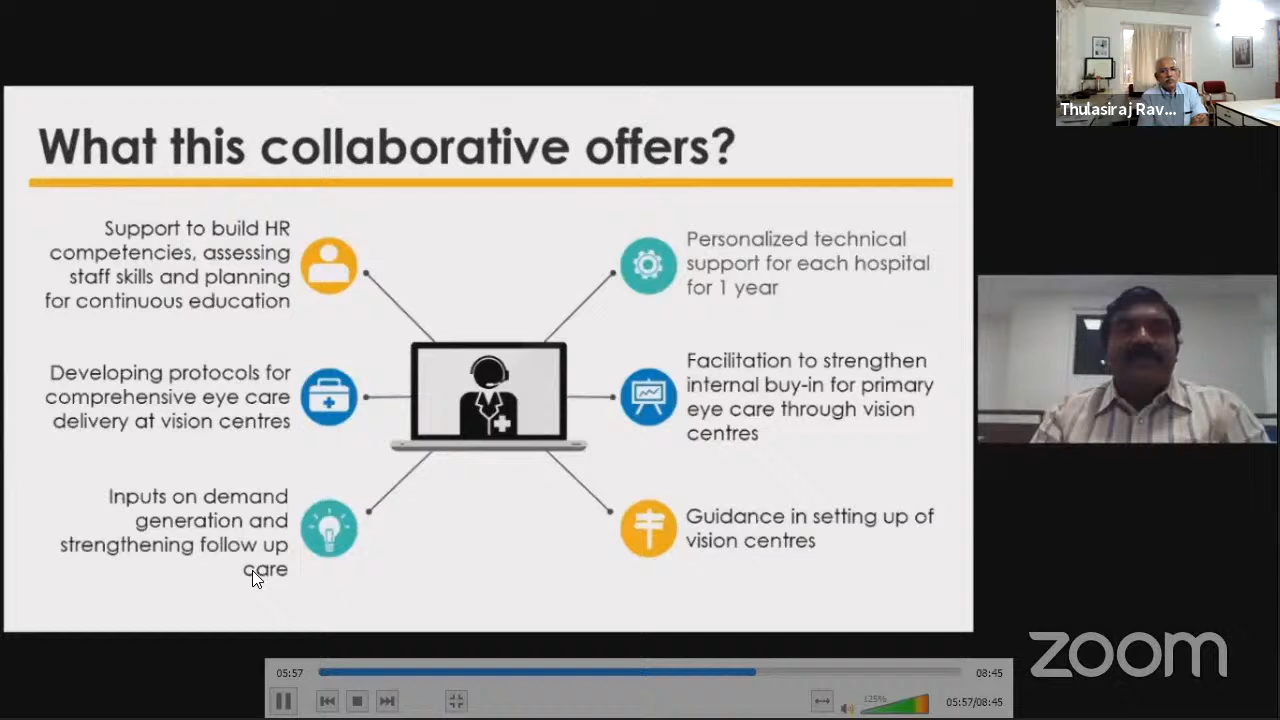 Thulasiraj Rav...
What this collaborative offers?
Support to build HR
competencies, assessing
staff skills and planning
for continuous education
Personalized technical
support for each hospital
for 1 year
Developing protocols for
comprehensive eye care
delivery at vision centres
Facilitation to strengthen
internal buy-in for primary
eye care through vision
centres
Inputs on demand
generation and
strengthening follow up
care
Guidance in setting up of
vision centres
zoom
05:57
08:45
125%
05:57/08:45